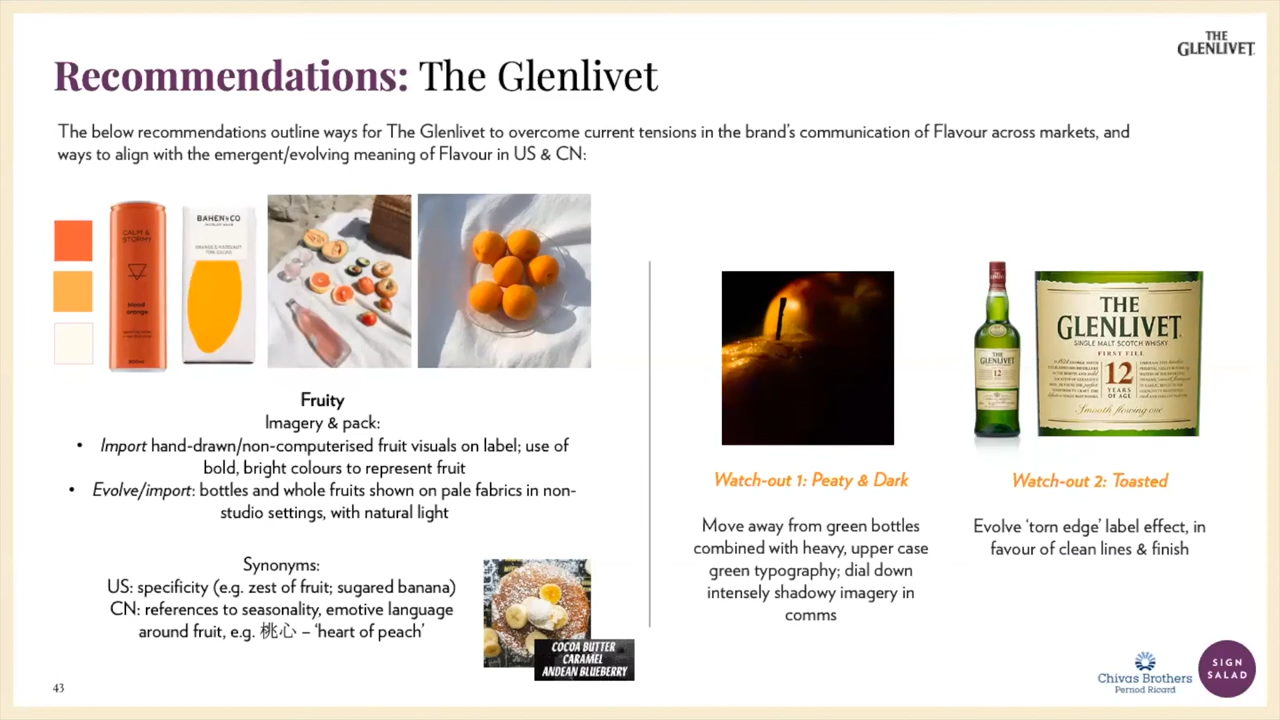 THE
GLENLIVET
Recommendations: The Glenlivet
The below recommendations outline ways for The Glenlivet to overcome current tensions in the brand's communication of Flavour across markets, and
ways to align with the emergent/evolving meaning of Flavour in US & CN:
CALM &
STORMY
blood
orange
BAHEN & CO
Fruity
Imagery & pack:
• Import hand-drawn/non-computerised fruit visuals on label; use of
bold, bright colours to represent fruit
• Evolve/import: bottles and whole fruits shown on pale fabrics in non-
studio settings, with natural light
Synonyms:
US: specificity (e.g. zest of fruit; sugared banana)
CN: references to seasonality, emotive language
around fruit, e.g. 桃心 – 'heart of peach'
COCOA BUTTER
CARAMEL
ANDEAN BLUEBERRY
Watch-out 1: Peaty & Dark
Move away from green bottles
combined with heavy, upper case
green typography; dial down
intensely shadowy imagery in
comms
THE
GLENLIVET
12
THE
GLENLIVET
SINGLE MALT SCOTCH WHISKY
FIRST FILL
12
YEARS
OF AGE
Smooth flowing one
Watch-out 2: Toasted
Evolve 'torn edge' label effect, in
favour of clean lines & finish
43
Chivas Brothers
Pernod Ricard
SIGN
SALAD